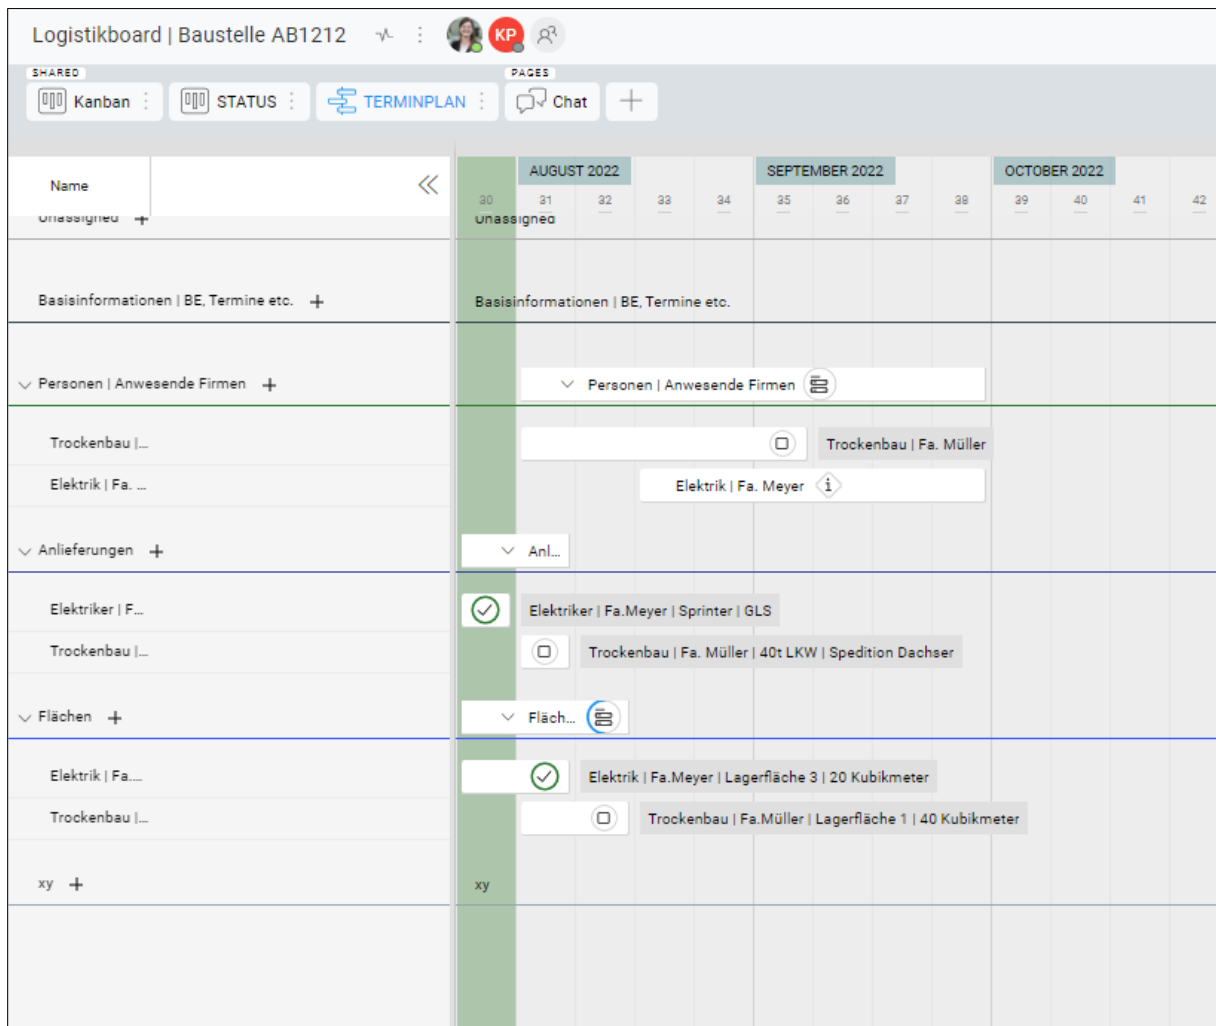 Logistikboard | Baustelle AB1212
KP
SHARED
PAGES
Kanban
STATUS
TERMINPLAN
Chat
Name
AUGUST 2022
SEPTEMBER 2022
OCTOBER 2022
30 31 32 33 34 35 36 37 38 39 40 41 42
Unassigned
Unassigned
Basisinformationen | BE, Termine etc.
Basisinformationen | BE, Termine etc.
Personen | Anwesende Firmen
Personen | Anwesende Firmen
Trockenbau |...
Trockenbau | Fa. Müller
Elektrik | Fa. ...
Elektrik | Fa. Meyer
Anlieferungen
Anl...
Elektriker | F...
Elektriker | Fa.Meyer | Sprinter | GLS
Trockenbau |...
Trockenbau | Fa. Müller | 40t LKW | Spedition Dachser
Flächen
Fläch...
Elektrik | Fa....
Elektrik | Fa.Meyer | Lagerfläche 3 | 20 Kubikmeter
Trockenbau |...
Trockenbau | Fa.Müller | Lagerfläche 1 | 40 Kubikmeter
xy
xy